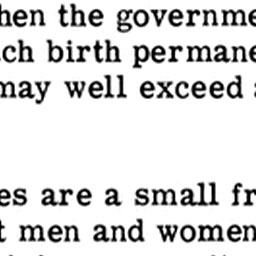 hen the governme
ch birth permane
may well exceed a
es are a small fr
t men and women